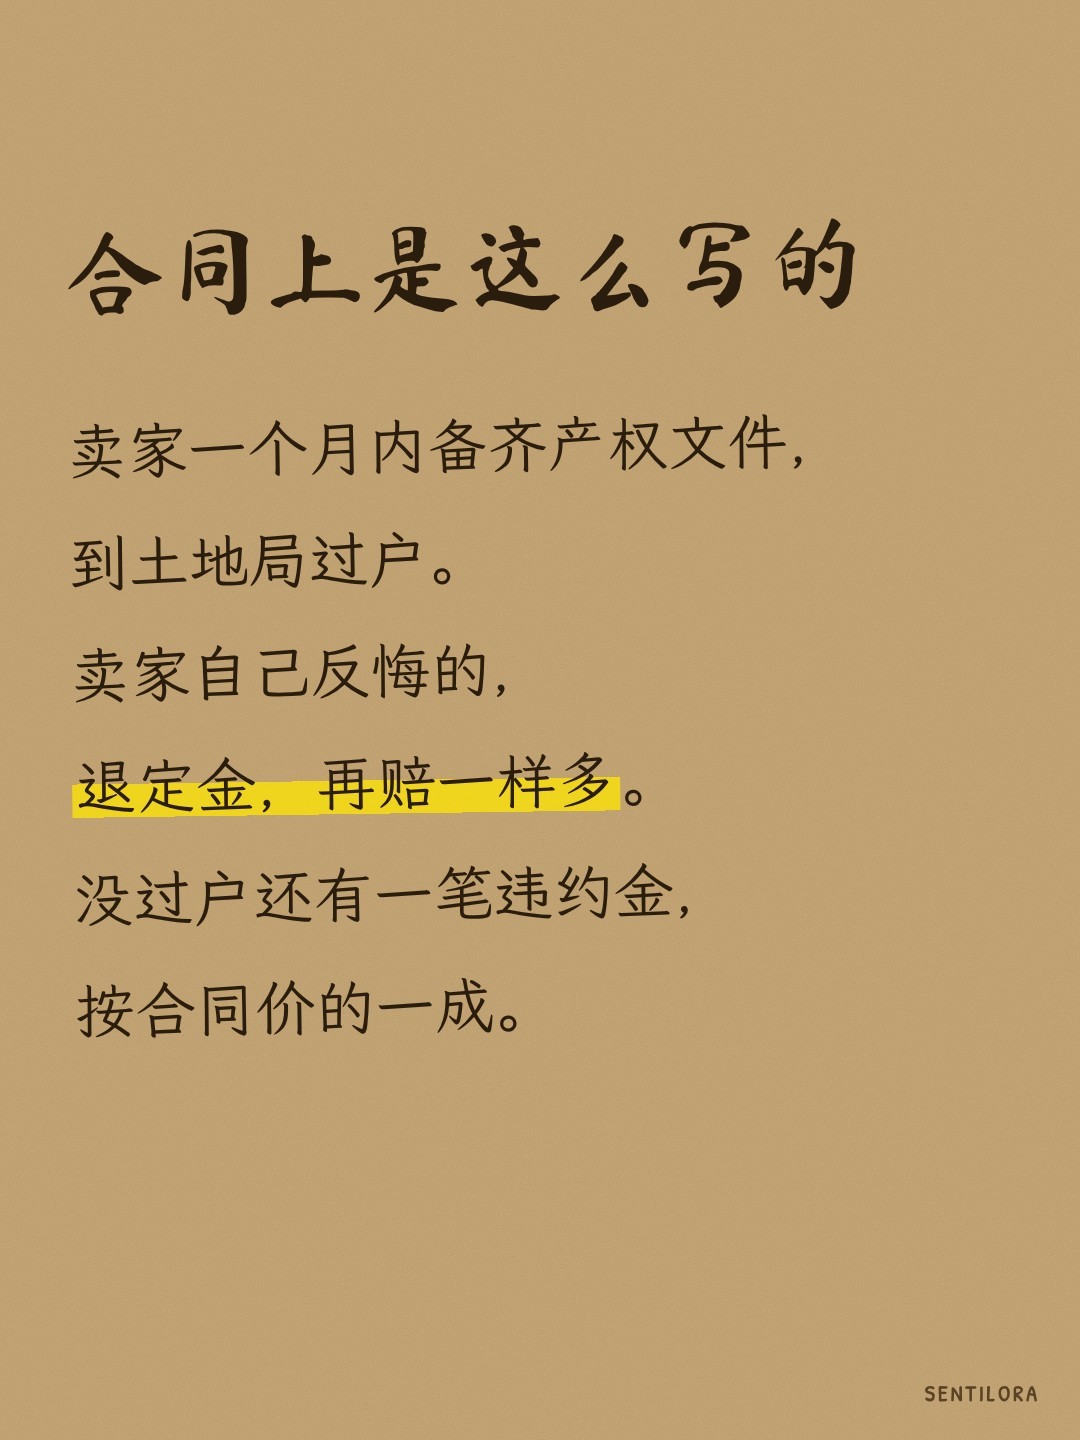 合同上是这么写的
卖家一个月内备齐产权文件,
到土地局过户。
卖家自己反悔的,
退定金,再赔一样多。
没过户还有一笔违约金,
按合同价的一成。
SENTILORA